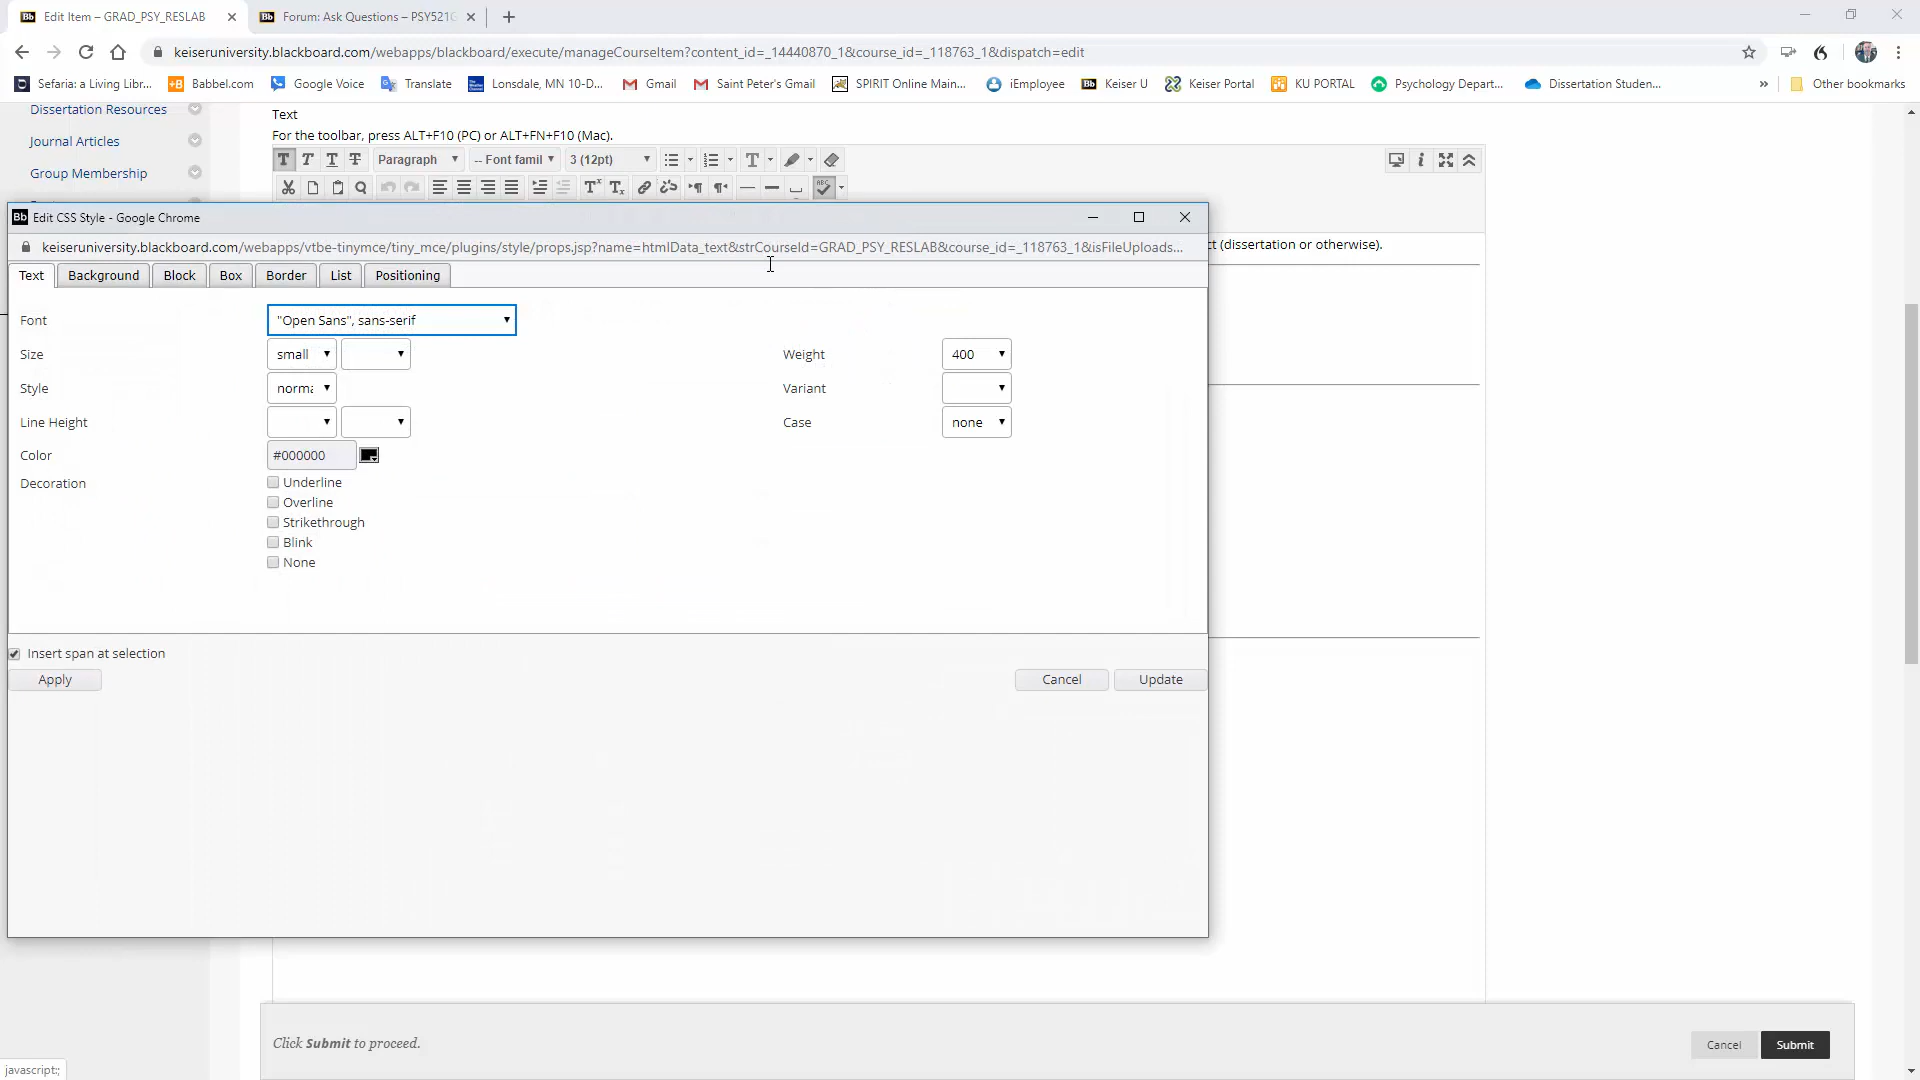 Edit Item – GRAD_PSY_RESLAB
Forum: Ask Questions – PSY521G
keiseruniversity.blackboard.com/webapps/blackboard/execute/manageCourseItem?content_id=_14440870_1&course_id=_118763_1&dispatch=edit
Sefaria: a Living Libr... Babbel.com Google Voice Translate Lonsdale, MN 10-D... Gmail Saint Peter's Gmail SPIRIT Online Main... iEmployee Keiser U Keiser Portal KU PORTAL Psychology Depart... Dissertation Studen... » Other bookmarks
Dissertation Resources
Journal Articles
Group Membership
Text
For the toolbar, press ALT+F10 (PC) or ALT+FN+F10 (Mac).
T T T T Paragraph -- Font famil 3 (12pt)
ct (dissertation or otherwise).
Edit CSS Style - Google Chrome
keiseruniversity.blackboard.com/webapps/vtbe-tinymce/tiny_mce/plugins/style/props.jsp?name=htmlData_text&strCourseId=GRAD_PSY_RESLAB&course_id=_118763_1&isFileUploads...
Text Background Block Box Border List Positioning
Font "Open Sans", sans-serif
Size small Weight 400
Style norma Variant
Line Height Case none
Color #000000
Decoration Underline
Overline
Strikethrough
Blink
None
Insert span at selection
Apply Cancel Update
Click Submit to proceed.
Cancel Submit
javascript:;